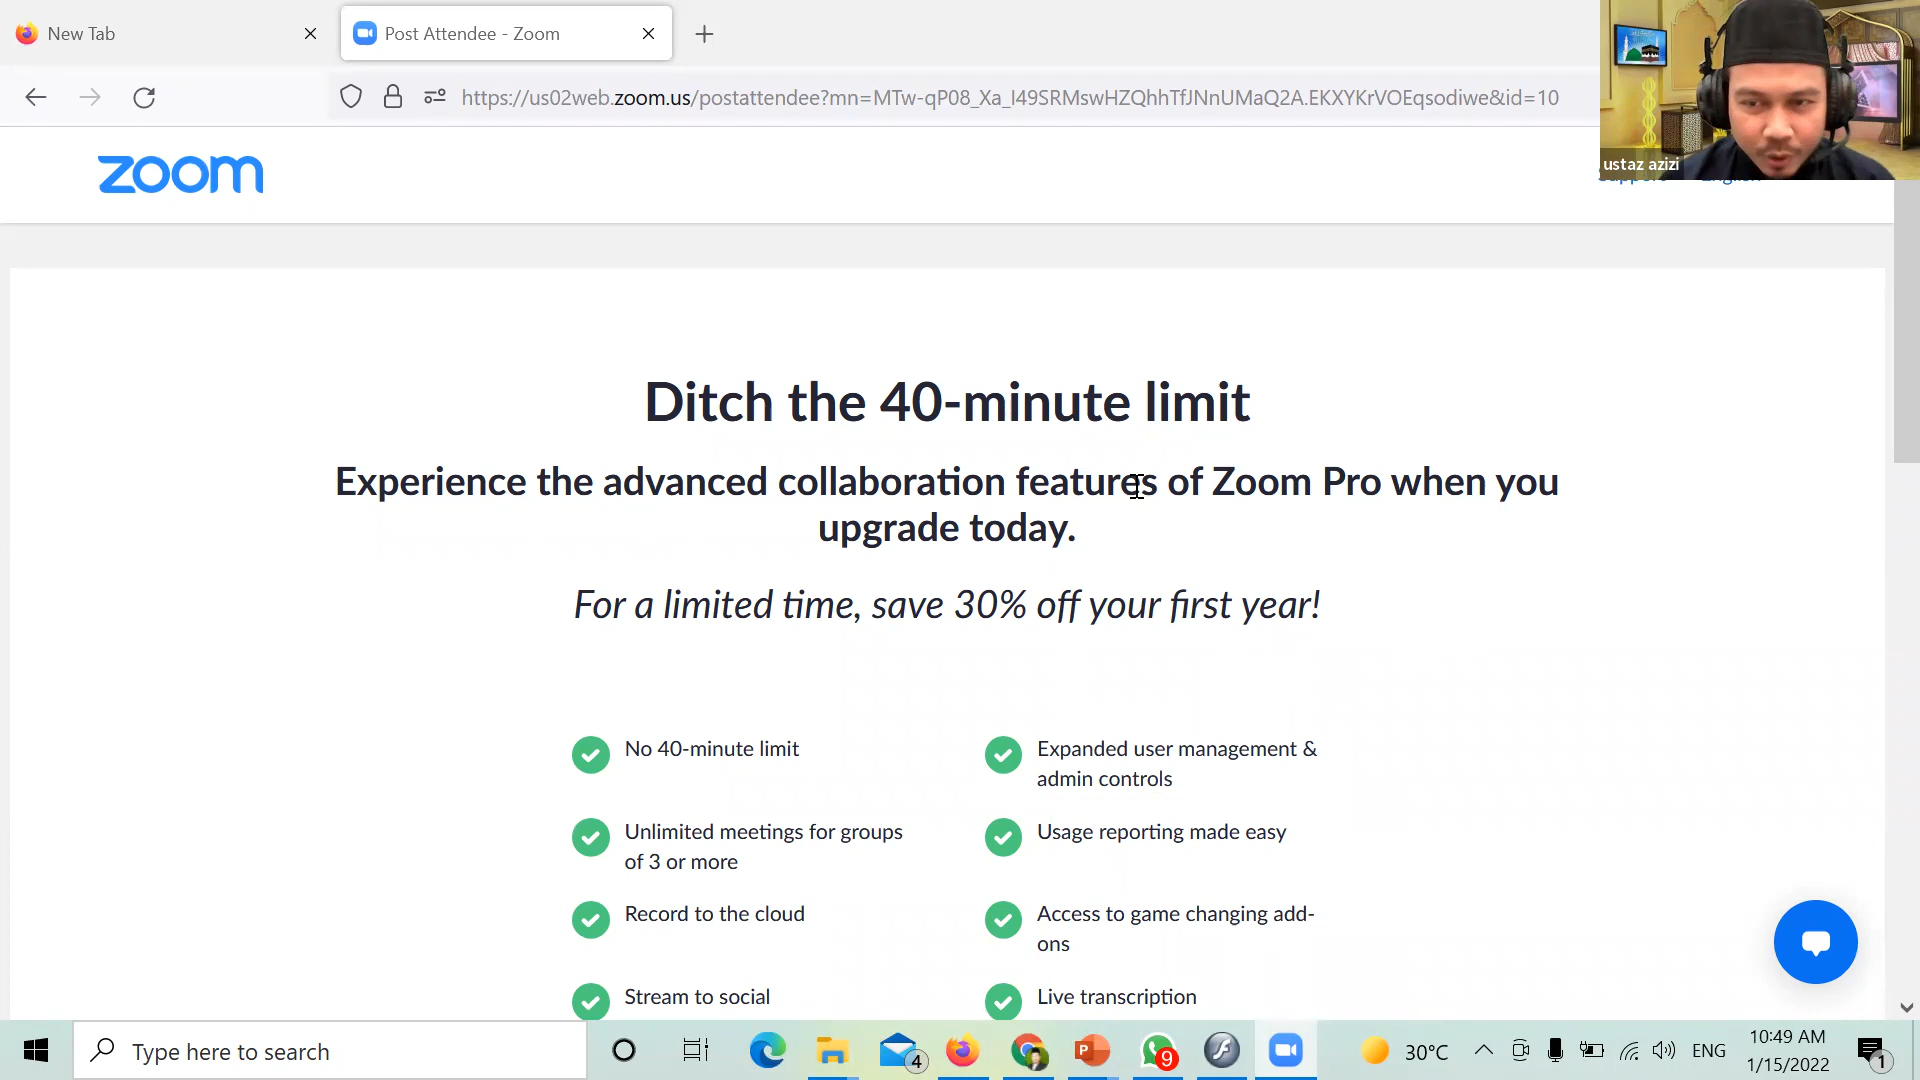 New Tab
Post Attendee - Zoom
https://us02web.zoom.us/postattendee?mn=MTw-qP08_Xa_I49SRMswHZQhhTfJNnUMaQ2A.EKXYKrVOEqsodiwe&id=10
ustaz azizi
zoom
Ditch the 40-minute limit
Experience the advanced collaboration features of Zoom Pro when you
upgrade today.
For a limited time, save 30% off your first year!
No 40-minute limit
Expanded user management &
admin controls
Unlimited meetings for groups
of 3 or more
Usage reporting made easy
Record to the cloud
Access to game changing add-
ons
Stream to social
Live transcription
Type here to search
4
P
9
30°C
ENG
10:49 AM
1/15/2022
1